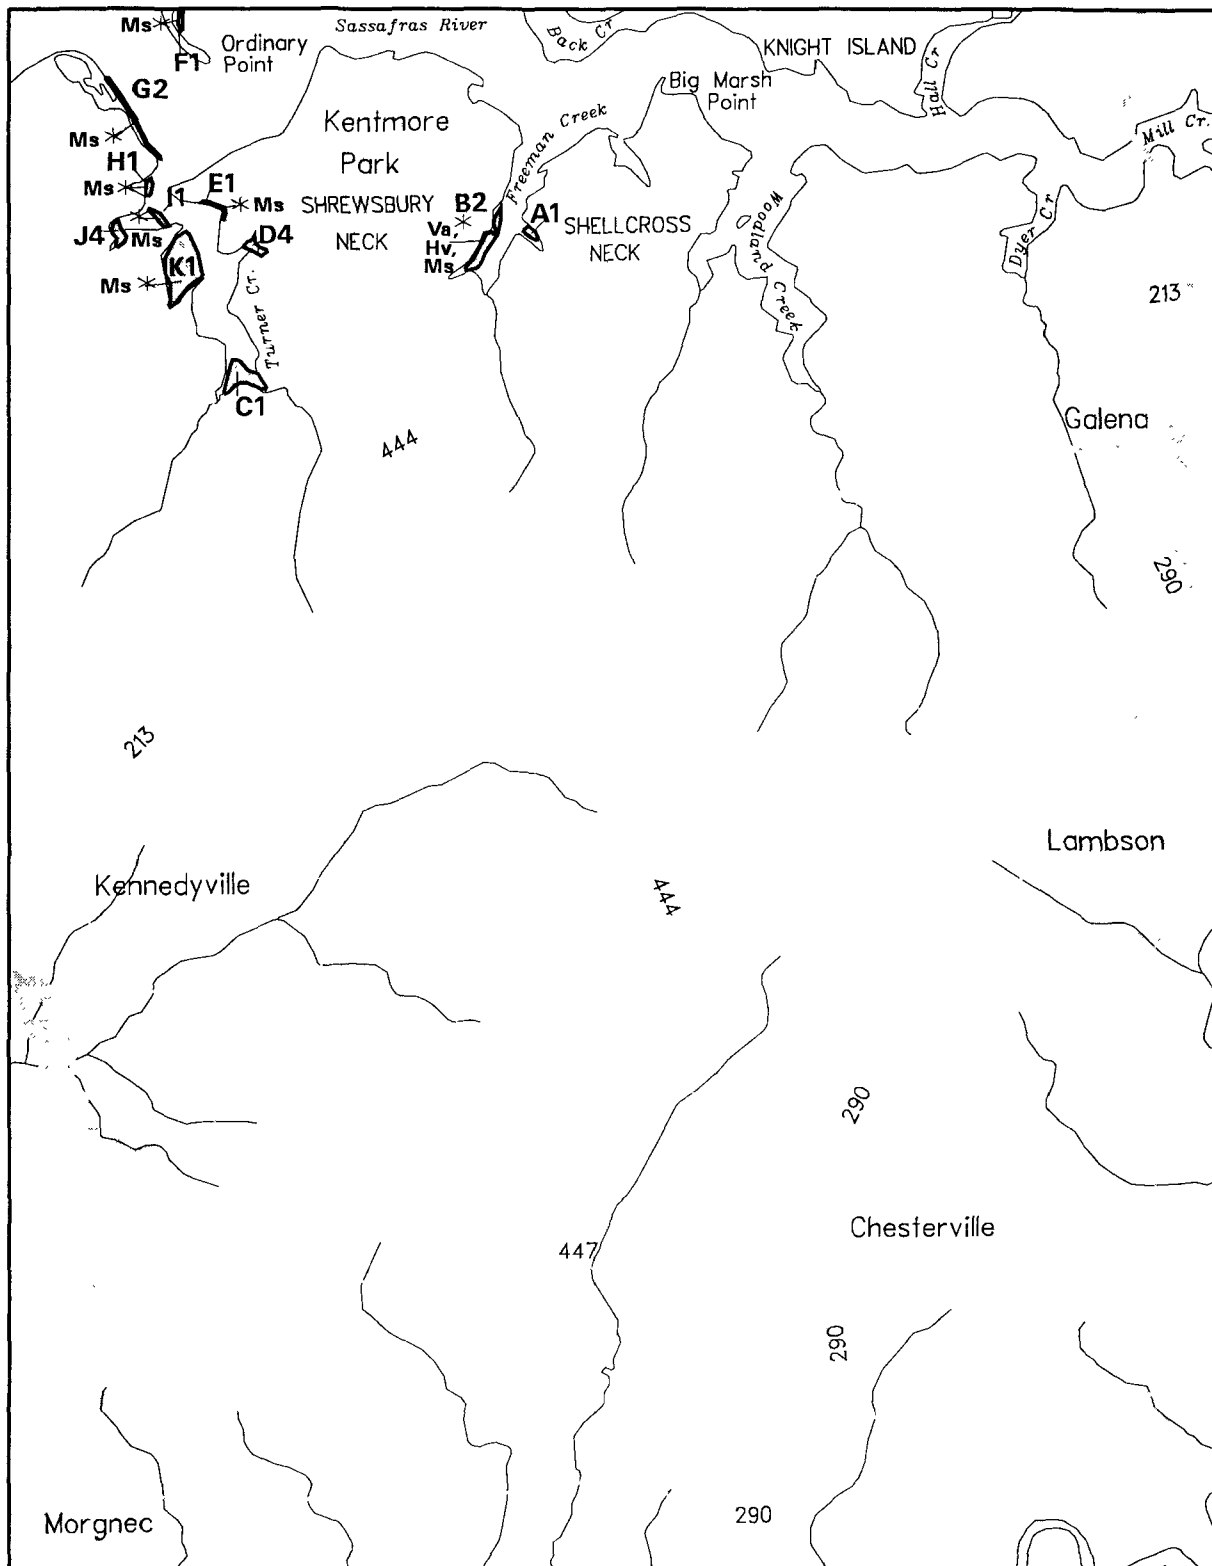 Ms
F1
Ordinary
Point
Sassafras River
Back Cr
KNIGHT ISLAND
Hall Cr
Mill Cr.
G2
Ms
H1
Ms
Kentmore
Park
Freeman Creek
Big Marsh
Point
I1
E1
Ms
J4
Ms
SHREWSBURY
NECK
D4
B2
Va,
Hv,
Ms
A1
SHELLCROSS
NECK
Woodland Creek
Dyer Cr
213
K1
Ms
Turner Cr.
C1
444
Galena
290
213
Kennedyville
444
Lambson
290
447
Chesterville
290
Morgnec
290